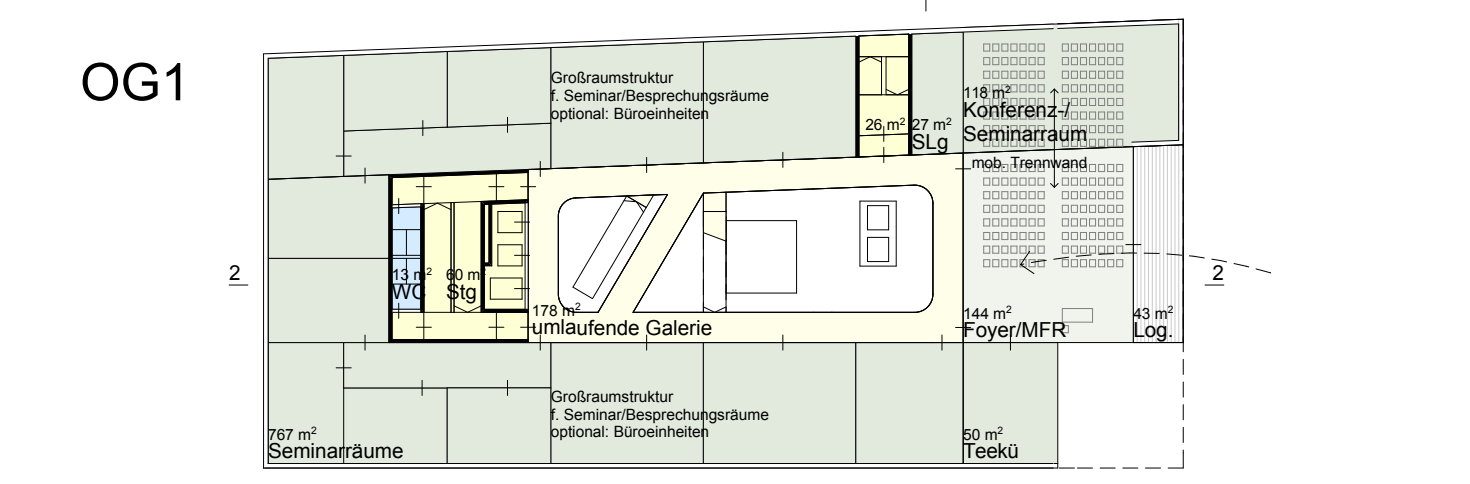 OG1
Großraumstruktur
f. Seminar/Besprechungsräume
optional: Büroeinheiten
26 m²
27 m²
SLg
118 m²
Konferenz-/
Seminarraum
mob. Trennwand
2
13 m²
WC
60 m²
Stg
178 m²
umlaufende Galerie
144 m²
Foyer/MFR
43 m²
Log.
2
Großraumstruktur
f. Seminar/Besprechungsräume
optional: Büroeinheiten
767 m²
Seminarräume
50 m²
Teekü